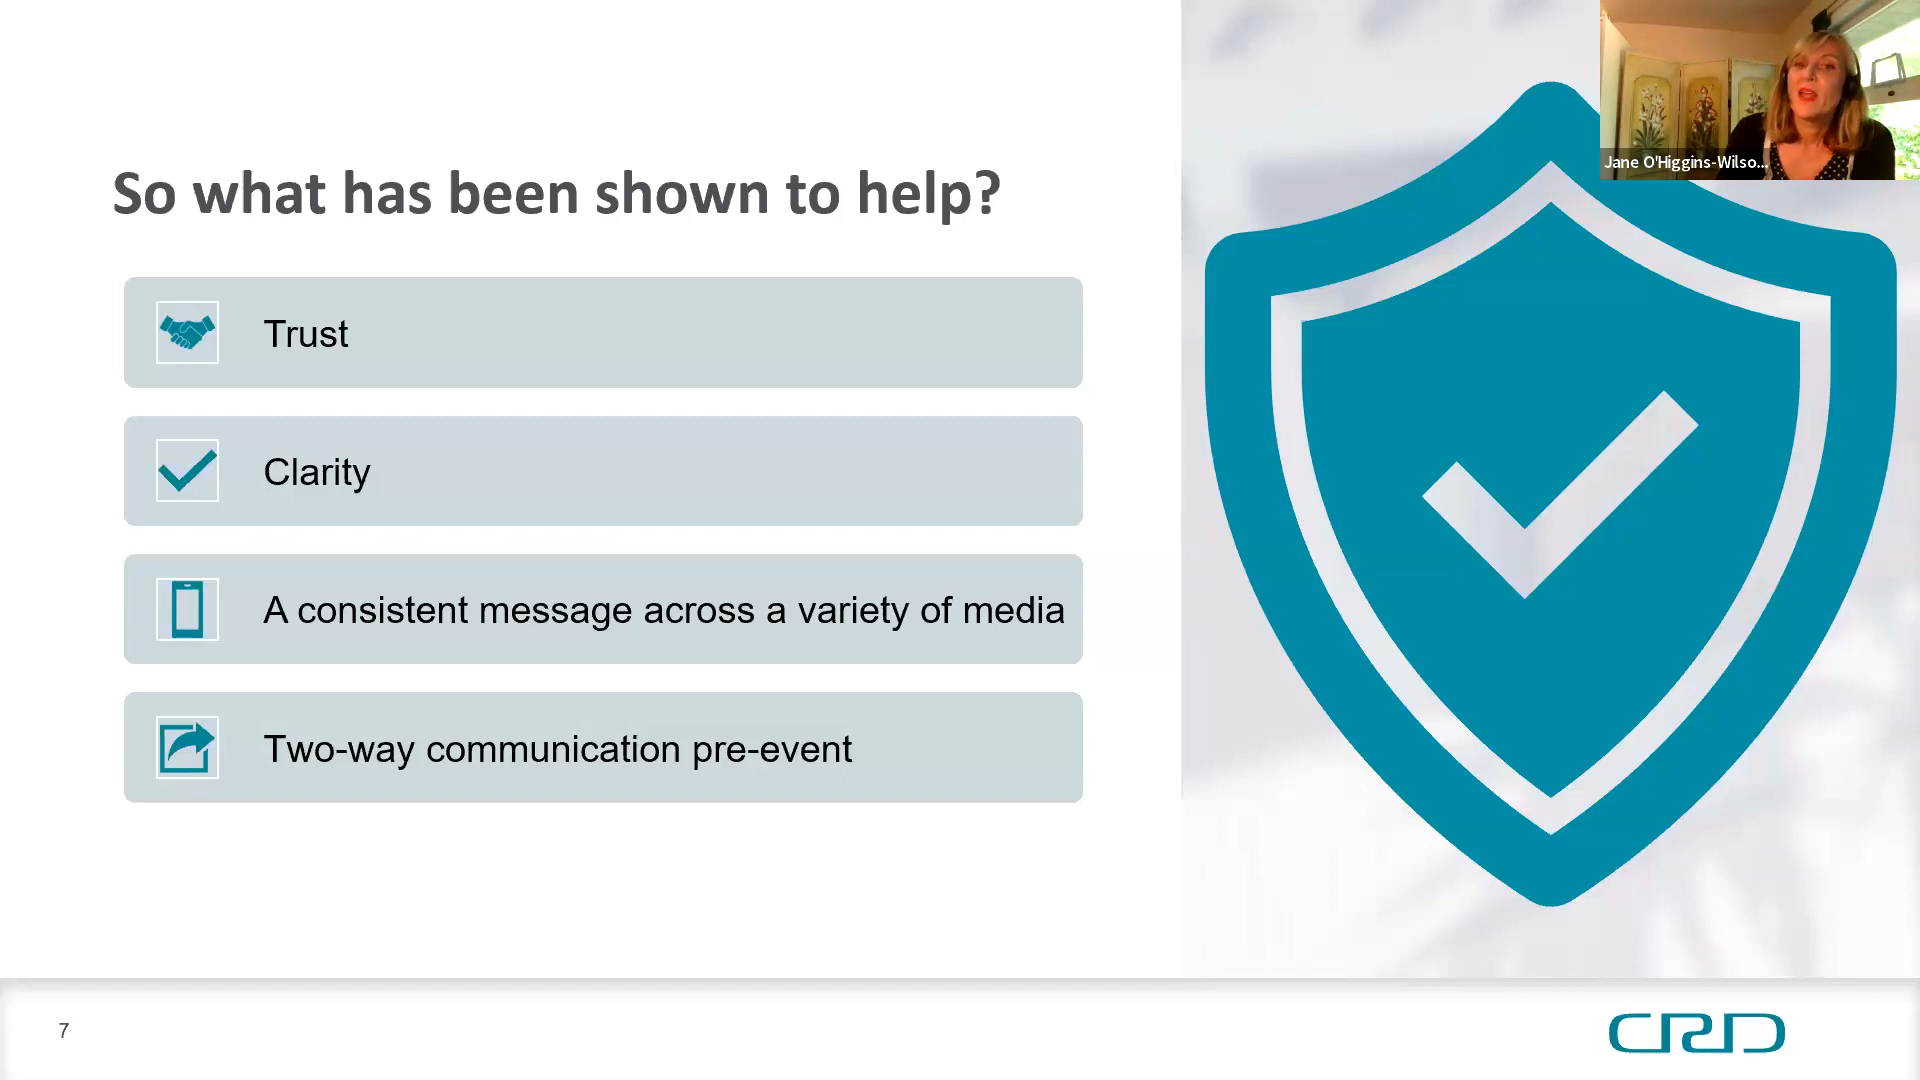 Jane O'Higgins-Wilso...
So what has been shown to help?
Trust
Clarity
A consistent message across a variety of media
Two-way communication pre-event
7
CRD